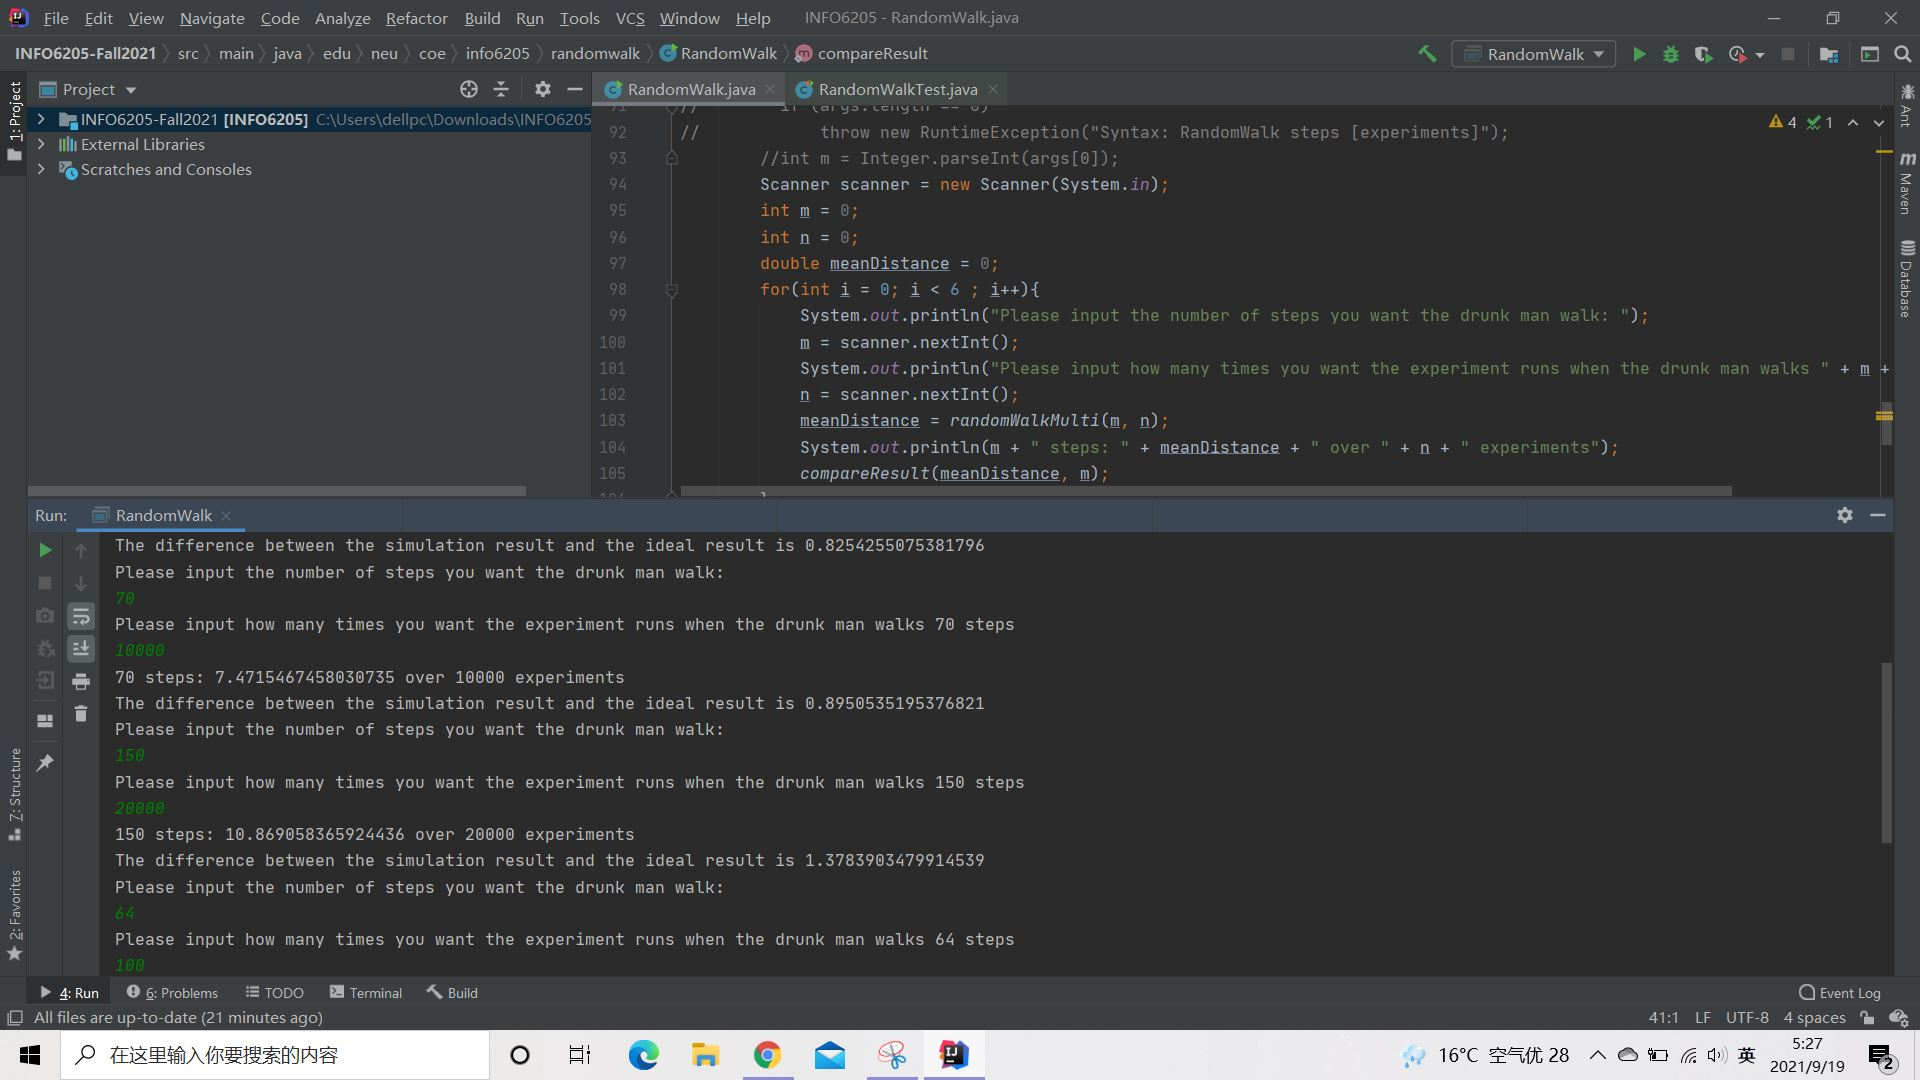 File Edit View Navigate Code Analyze Refactor Build Run Tools VCS Window Help INFO6205 - RandomWalk.java
INFO6205-Fall2021 src main java edu neu coe info6205 randomwalk RandomWalk compareResult RandomWalk
1: Project
Project
RandomWalk.java RandomWalkTest.java
INFO6205-Fall2021 [INFO6205] C:\Users\dellpc\Downloads\INFO6205
External Libraries
Scratches and Consoles
91 // if (args.length == 0)
92 // throw new RuntimeException("Syntax: RandomWalk steps [experiments]");
93 //int m = Integer.parseInt(args[0]);
94 Scanner scanner = new Scanner(System.in);
95 int m = 0;
96 int n = 0;
97 double meanDistance = 0;
98 for(int i = 0; i < 6 ; i++){
99 System.out.println("Please input the number of steps you want the drunk man walk: ");
100 m = scanner.nextInt();
101 System.out.println("Please input how many times you want the experiment runs when the drunk man walks " + m +
102 n = scanner.nextInt();
103 meanDistance = randomWalkMulti(m, n);
104 System.out.println(m + " steps: " + meanDistance + " over " + n + " experiments");
105 compareResult(meanDistance, m);
4 1
Ant
Maven
Database
Run: RandomWalk
The difference between the simulation result and the ideal result is 0.8254255075381796
Please input the number of steps you want the drunk man walk:
70
Please input how many times you want the experiment runs when the drunk man walks 70 steps
10000
70 steps: 7.4715467458030735 over 10000 experiments
The difference between the simulation result and the ideal result is 0.8950535195376821
Please input the number of steps you want the drunk man walk:
150
Please input how many times you want the experiment runs when the drunk man walks 150 steps
20000
150 steps: 10.869058365924436 over 20000 experiments
The difference between the simulation result and the ideal result is 1.3783903479914539
Please input the number of steps you want the drunk man walk:
64
Please input how many times you want the experiment runs when the drunk man walks 64 steps
100
7: Structure
2: Favorites
4: Run 6: Problems TODO Terminal Build Event Log
All files are up-to-date (21 minutes ago) 41:1 LF UTF-8 4 spaces
在这里输入你要搜索的内容
16°C 空气优 28 英
5:27
2021/9/19
2